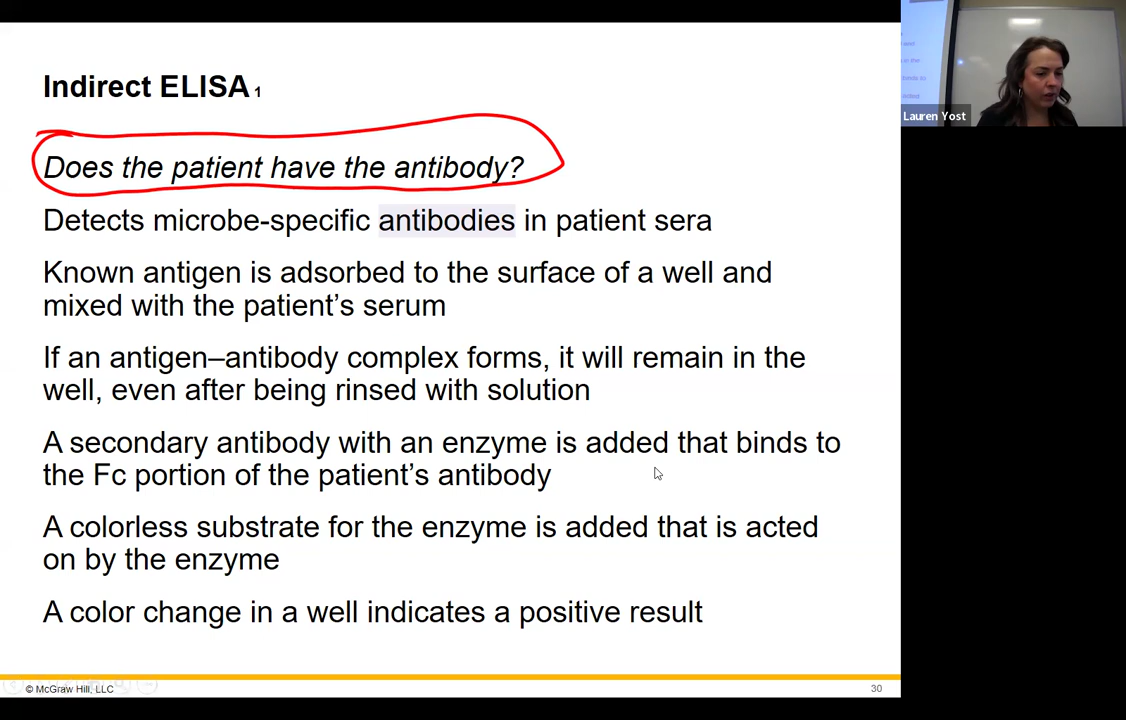 Indirect ELISA 1
Does the patient have the antibody?
Detects microbe-specific antibodies in patient sera
Known antigen is adsorbed to the surface of a well and
mixed with the patient's serum
If an antigen–antibody complex forms, it will remain in the
well, even after being rinsed with solution
A secondary antibody with an enzyme is added that binds to
the Fc portion of the patient's antibody
A colorless substrate for the enzyme is added that is acted
on by the enzyme
A color change in a well indicates a positive result
© McGraw Hill, LLC
30
Lauren Yost